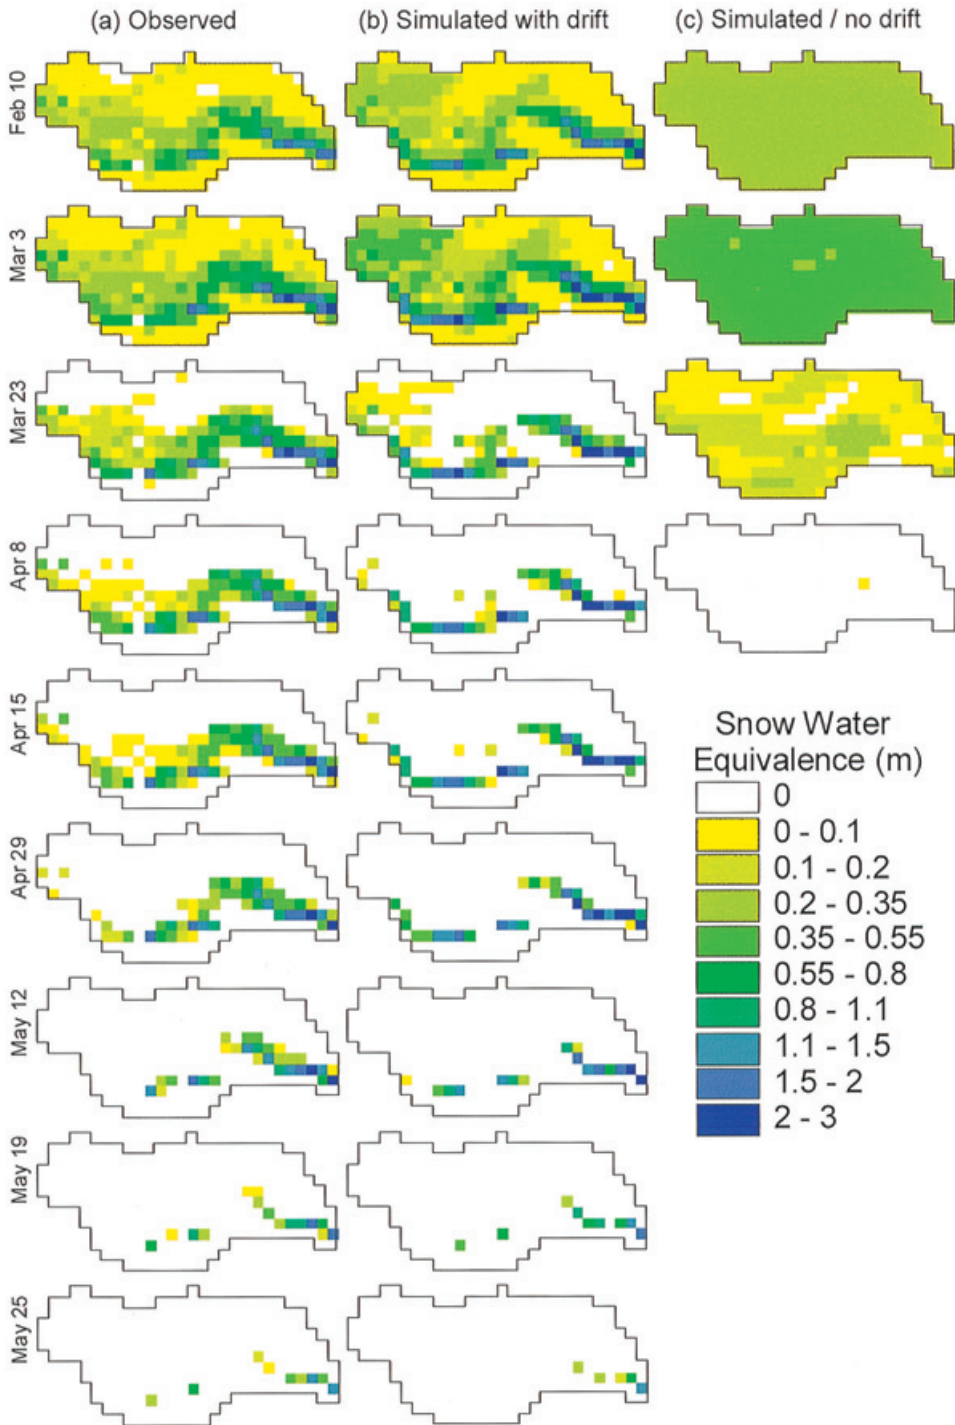 (a) Observed
(b) Simulated with drift
(c) Simulated / no drift
Feb 10
Mar 3
Mar 23
Apr 8
Apr 15
Apr 29
May 12
May 19
May 25
Snow Water
Equivalence (m)
0
0 - 0.1
0.1 - 0.2
0.2 - 0.35
0.35 - 0.55
0.55 - 0.8
0.8 - 1.1
1.1 - 1.5
1.5 - 2
2 - 3